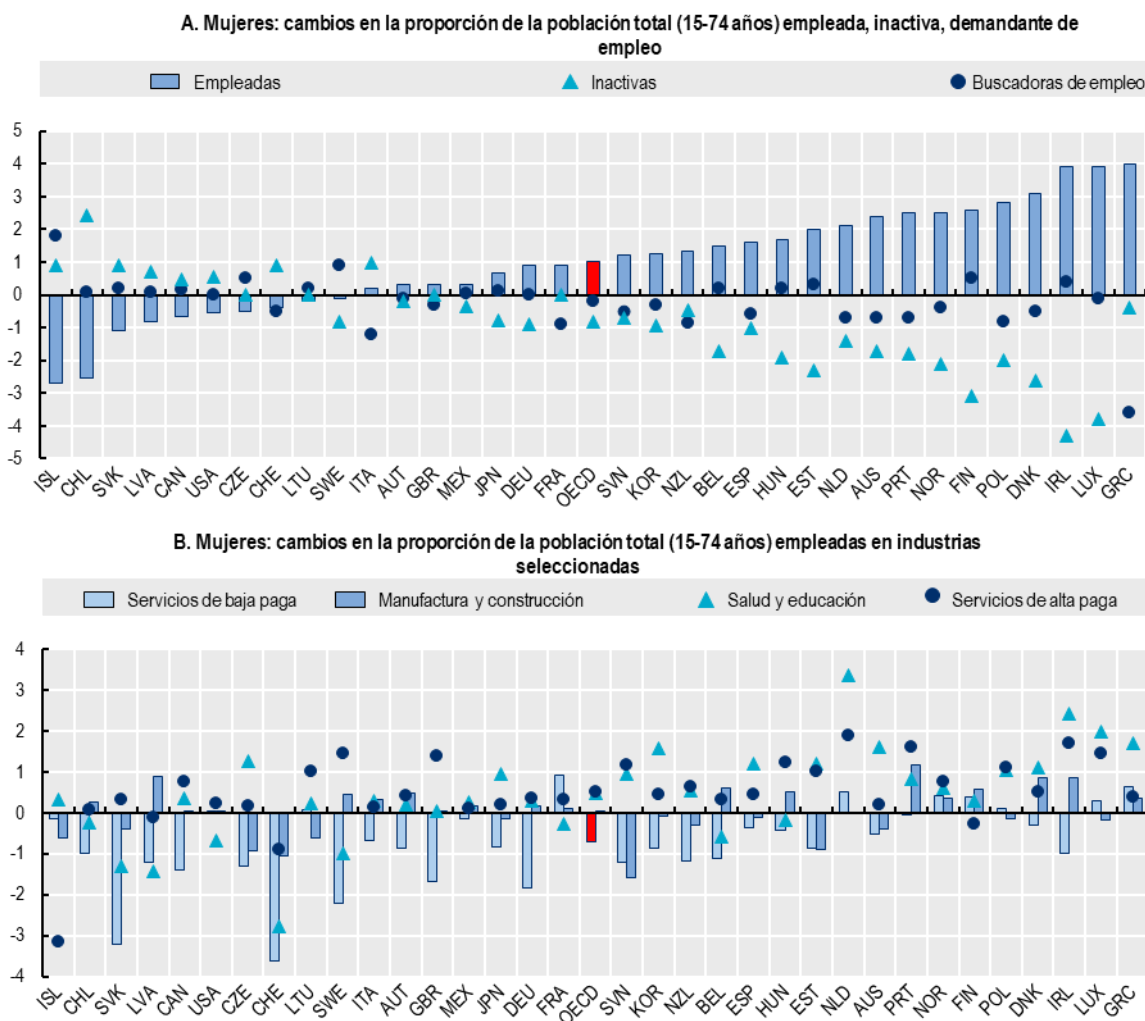 A. Mujeres: cambios en la proporción de la población total (15-74 años) empleada, inactiva, demandante de
empleo
Empleadas Inactivas Buscadoras de empleo
5
4
3
2
1
0
-1
-2
-3
-4
-5
ISL CHL SVK LVA CAN USA CZE CHE LTU SWE ITA AUT GBR MEX JPN DEU FRA OECD SVN KOR NZL BEL ESP HUN EST NLD AUS PRT NOR FIN POL DNK IRL LUX GRC
B. Mujeres: cambios en la proporción de la población total (15-74 años) empleadas en industrias
seleccionadas
Servicios de baja paga Manufactura y construcción Salud y educación Servicios de alta paga
4
3
2
1
0
-1
-2
-3
-4
ISL CHL SVK LVA CAN USA CZE CHE LTU SWE ITA AUT GBR MEX JPN DEU FRA OECD SVN KOR NZL BEL ESP HUN EST NLD AUS PRT NOR FIN POL DNK IRL LUX GRC